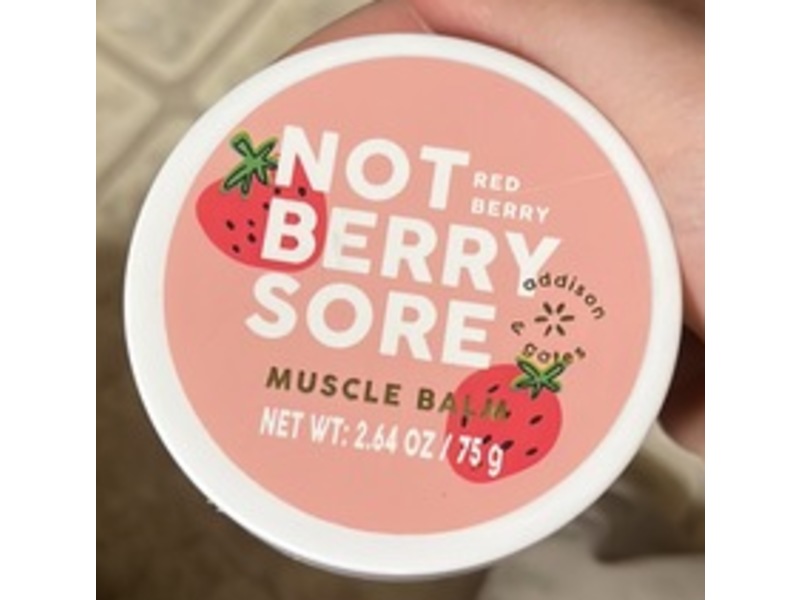 NOT RED
BERRY
BERRY
SORE
addison
n gates
MUSCLE BALM
NET WT: 2.64 OZ / 75 g